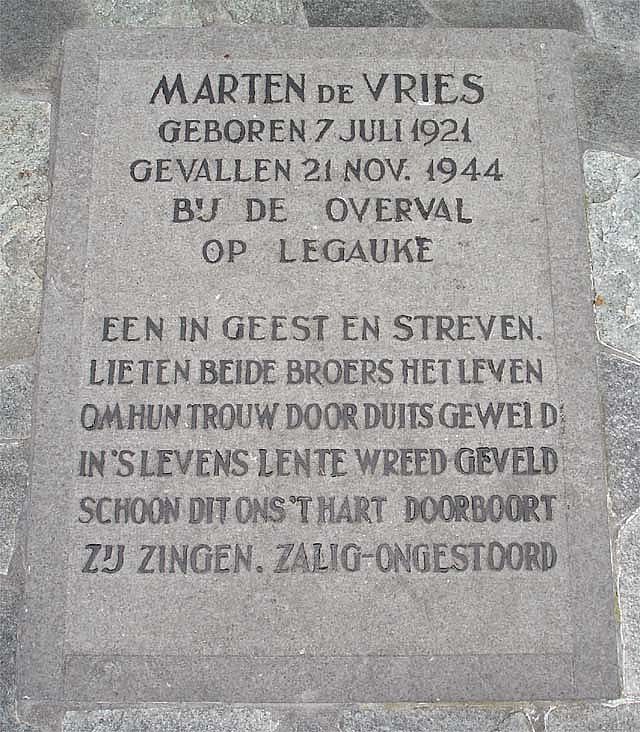 MARTEN DE VRIES
GEBOREN 7 JULI 1921
GEVALLEN 21 NOV. 1944
BIJ DE OVERVAL
OP LEGAUKE
EEN IN GEEST EN STREVEN.
LIETEN BEIDE BROERS HET LEVEN
OM HUN TROUW DOOR DUITS GEWELD
IN 'S LEVENS LENTE WREED GEVELD
SCHOON DIT ONS 'T HART DOORBOORT
ZIJ ZINGEN. ZALIG-ONGESTOORD